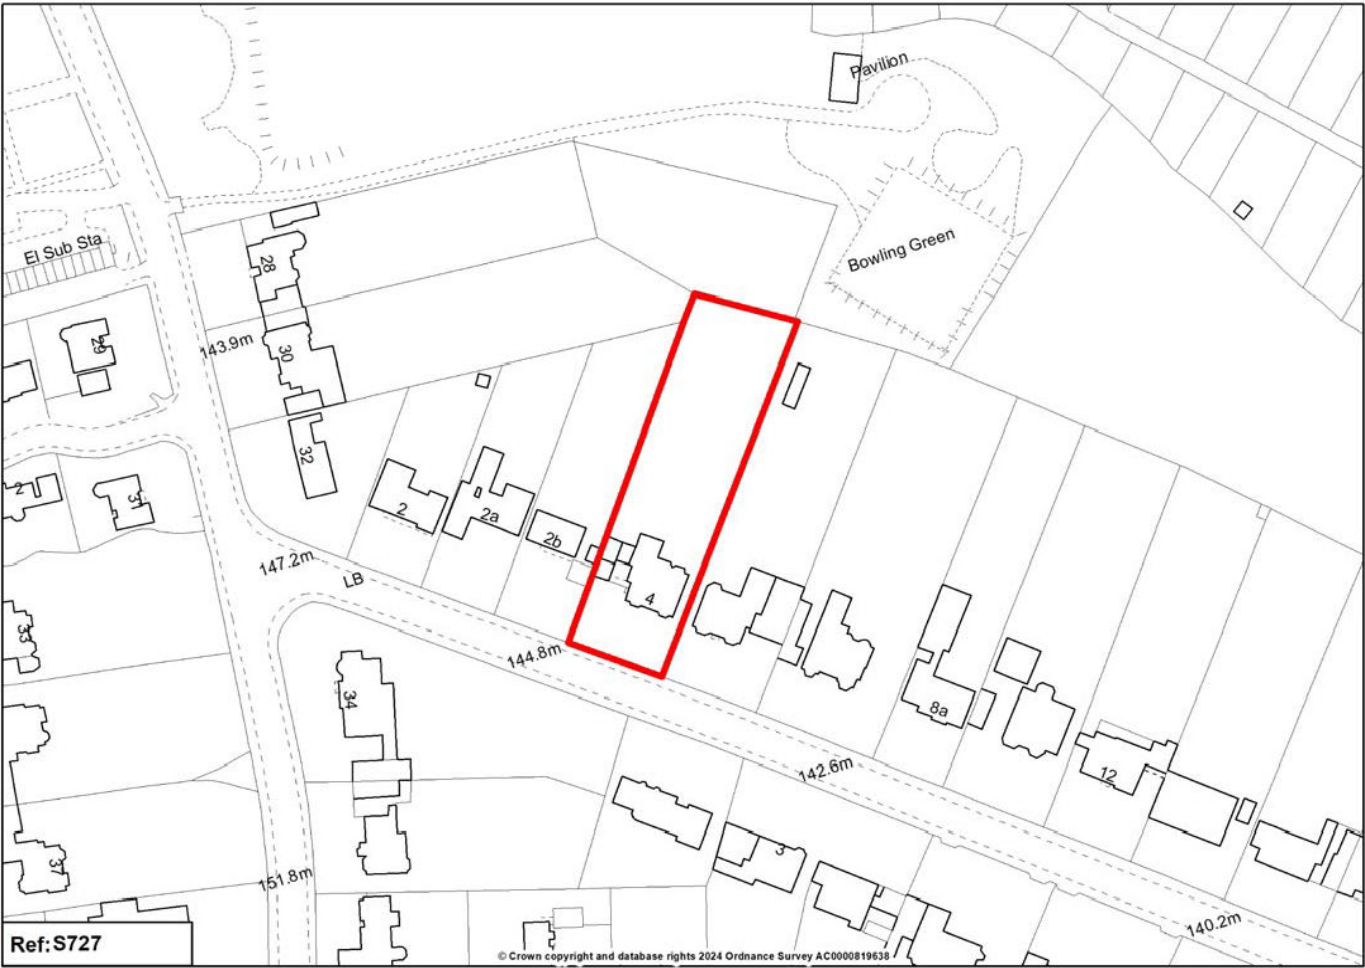 Pavilion
El Sub Sta
28
Bowling Green
29
143.9m
30
32
2
31
2
2a
2b
147.2m
LB
4
33
144.8m
34
8a
142.6m
12
3
37
151.8m
140.2m
Ref:S727
© Crown copyright and database rights 2024 Ordnance Survey AC0000819638